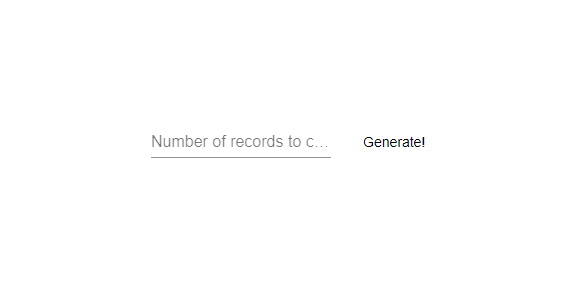 Number of records to c...
Generate!